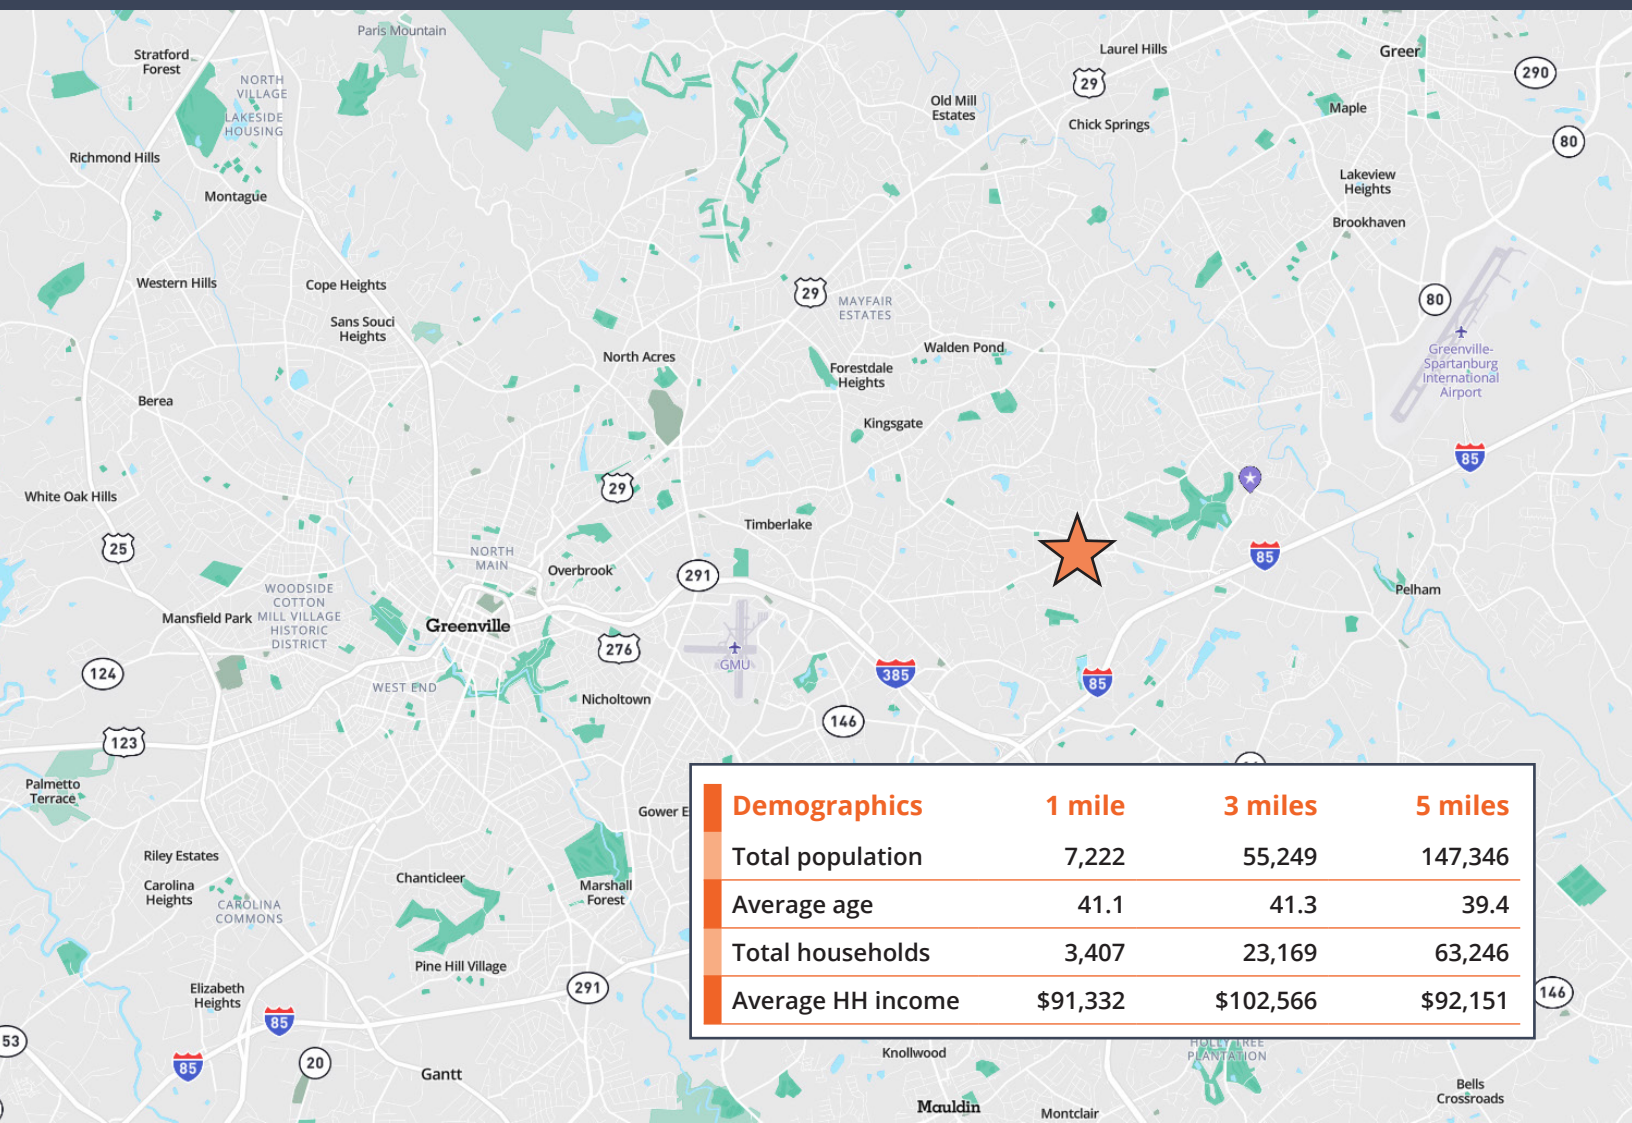 Paris Mountain
Stratford
Forest
NORTH
VILLAGE
LAKESIDE
HOUSING
Richmond Hills
Montague
Laurel Hills
29
Greer
290
Old Mill
Estates
Chick Springs
Maple
80
Lakeview
Heights
Brookhaven
Western Hills
Cope Heights
Sans Souci
Heights
29
MAYFAIR
ESTATES
80
North Acres
Walden Pond
Forestdale
Heights
Greenville-
Spartanburg
International
Airport
Berea
Kingsgate
85
White Oak Hills
29
Timberlake
25
NORTH
MAIN
Overbrook
291
85
Pelham
WOODSIDE
COTTON
MILL VILLAGE
HISTORIC
DISTRICT
Mansfield Park
Greenville
276
GMU
124
WEST END
Nicholtown
385
85
146
123
Palmetto
Terrace
Gower E
Riley Estates
Carolina
Heights
CAROLINA
COMMONS
Chanticleer
Marshall
Forest
Pine Hill Village
Elizabeth
Heights
291
85
53
85
20
Gantt
Demographics 1 mile 3 miles 5 miles
Total population 7,222 55,249 147,346
Average age 41.1 41.3 39.4
Total households 3,407 23,169 63,246
Average HH income $91,332 $102,566 $92,151
146
HOLLY TREE
PLANTATION
Knollwood
Mauldin
Montclair
Bells
Crossroads